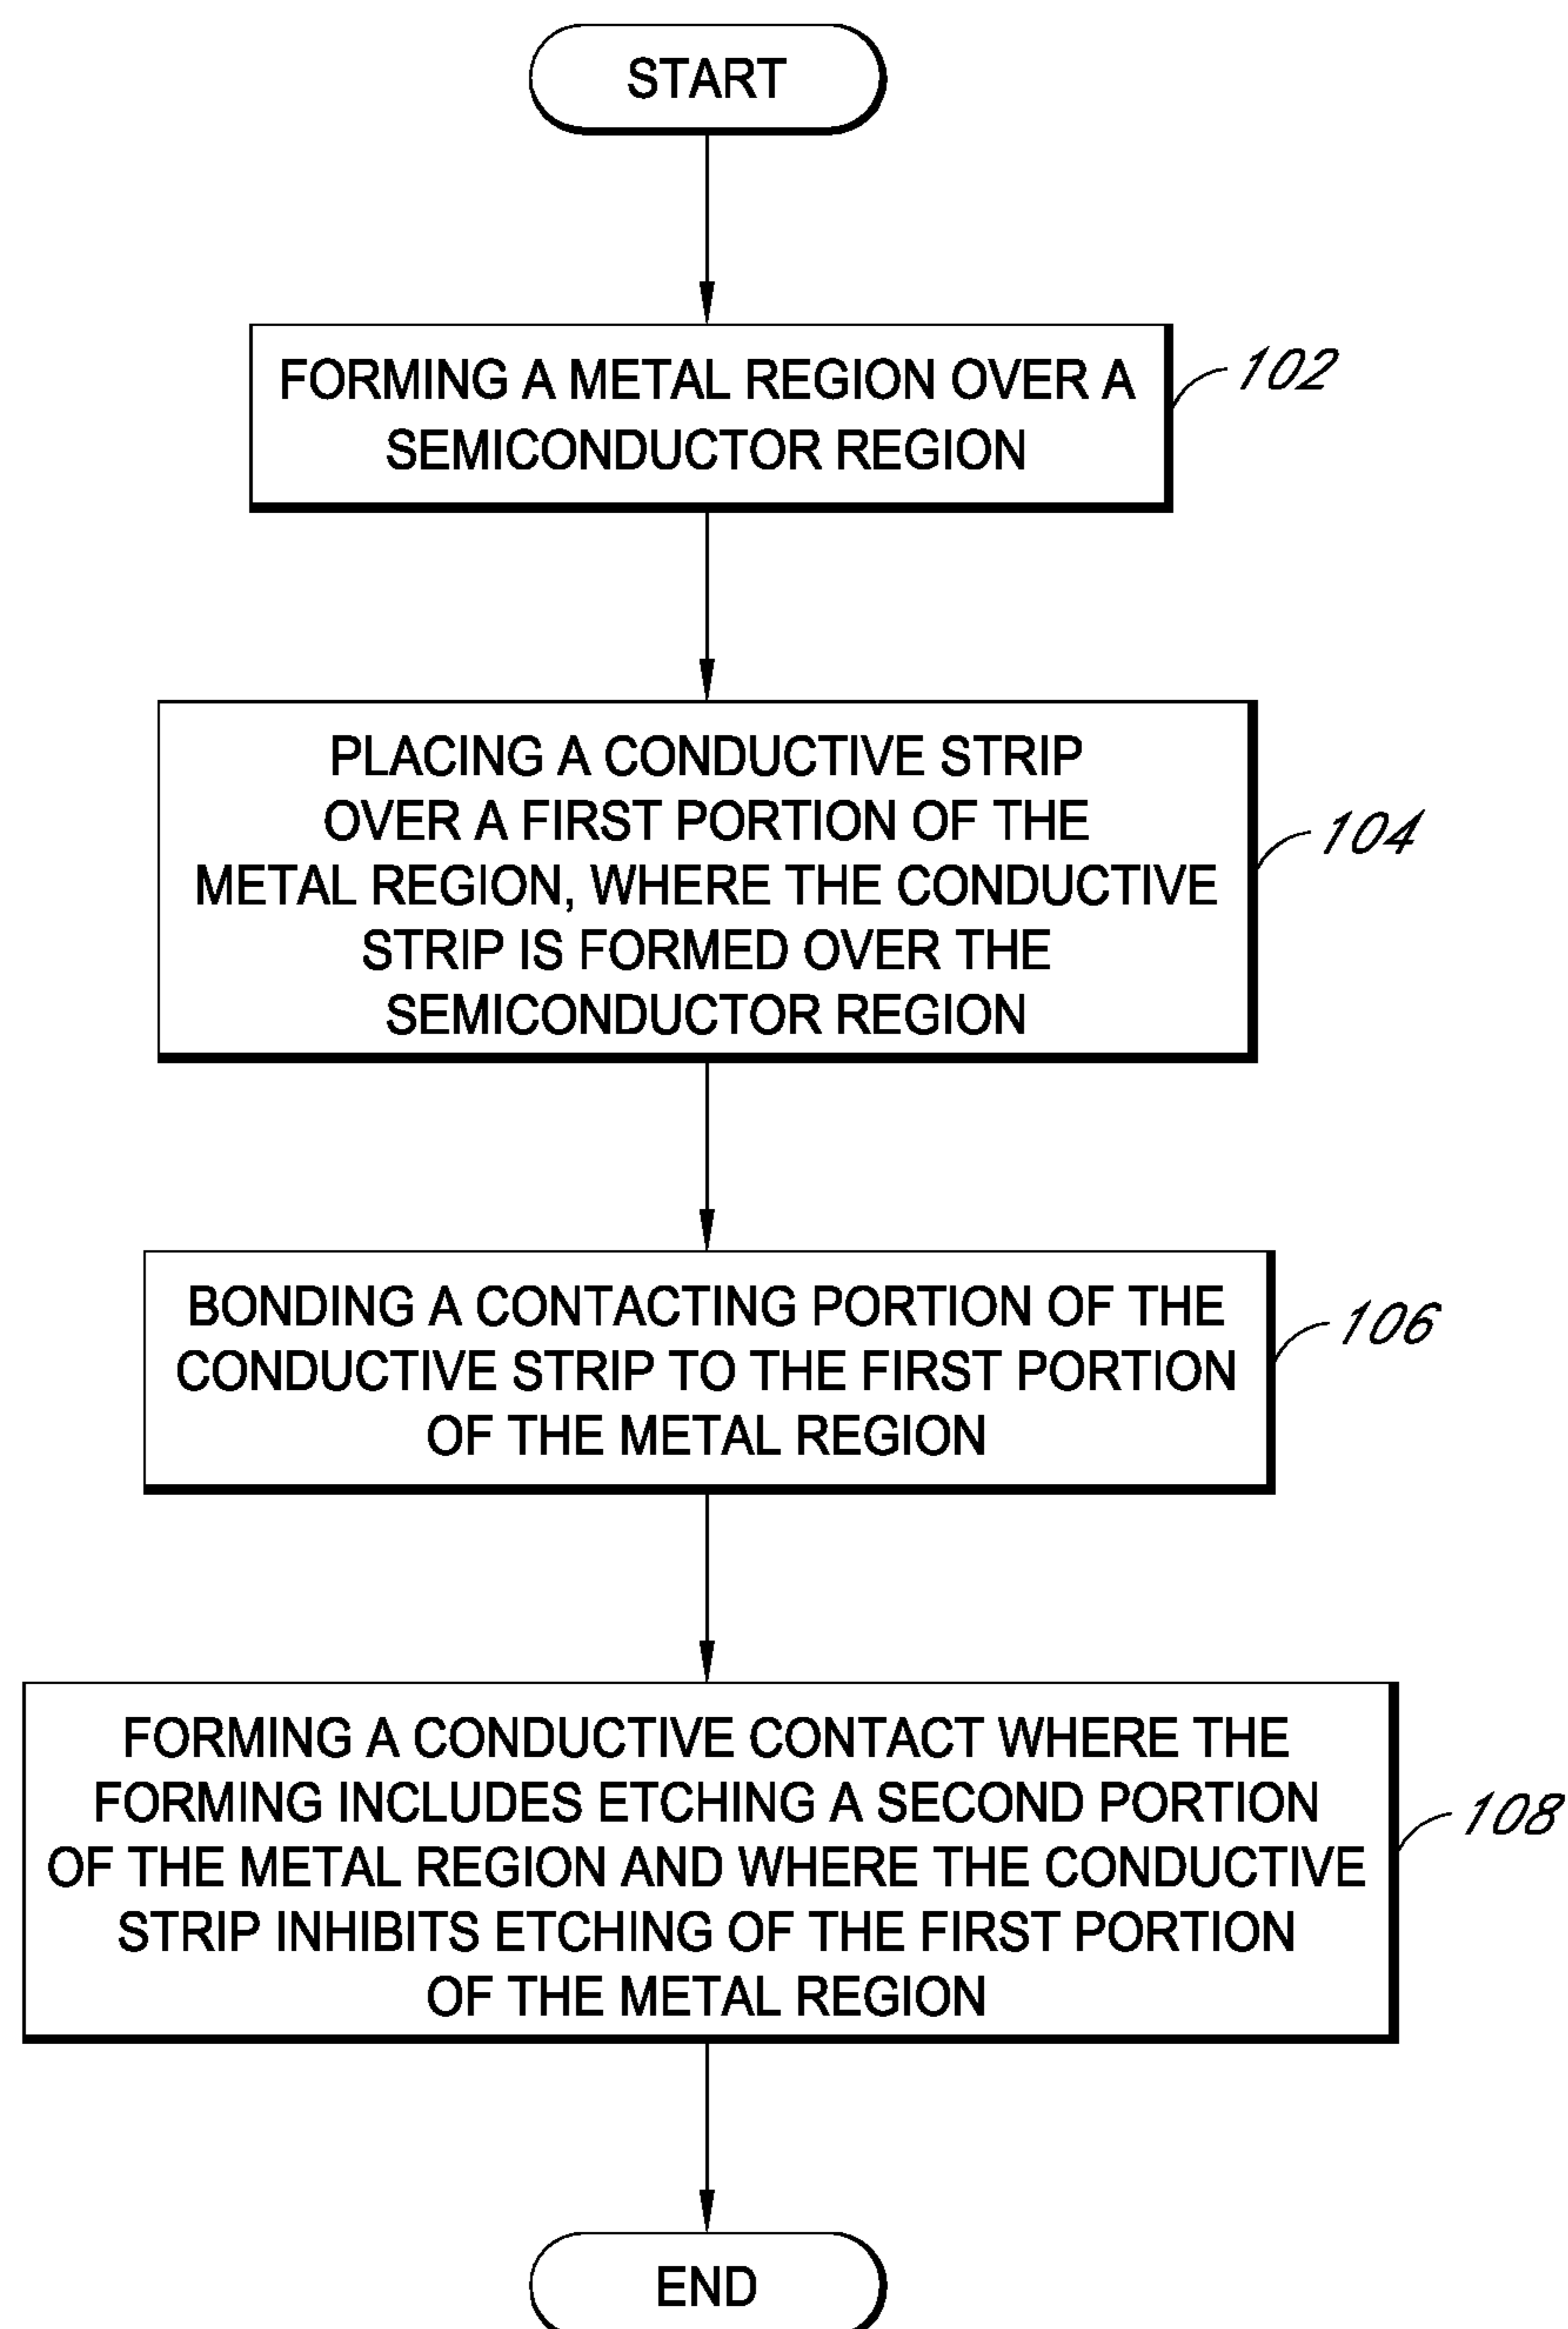 START
FORMING A METAL REGION OVER A
SEMICONDUCTOR REGION
102
PLACING A CONDUCTIVE STRIP
OVER A FIRST PORTION OF THE
METAL REGION, WHERE THE CONDUCTIVE
STRIP IS FORMED OVER THE
SEMICONDUCTOR REGION
104
BONDING A CONTACTING PORTION OF THE
CONDUCTIVE STRIP TO THE FIRST PORTION
OF THE METAL REGION
106
FORMING A CONDUCTIVE CONTACT WHERE THE
FORMING INCLUDES ETCHING A SECOND PORTION
OF THE METAL REGION AND WHERE THE CONDUCTIVE
STRIP INHIBITS ETCHING OF THE FIRST PORTION
OF THE METAL REGION
108
END